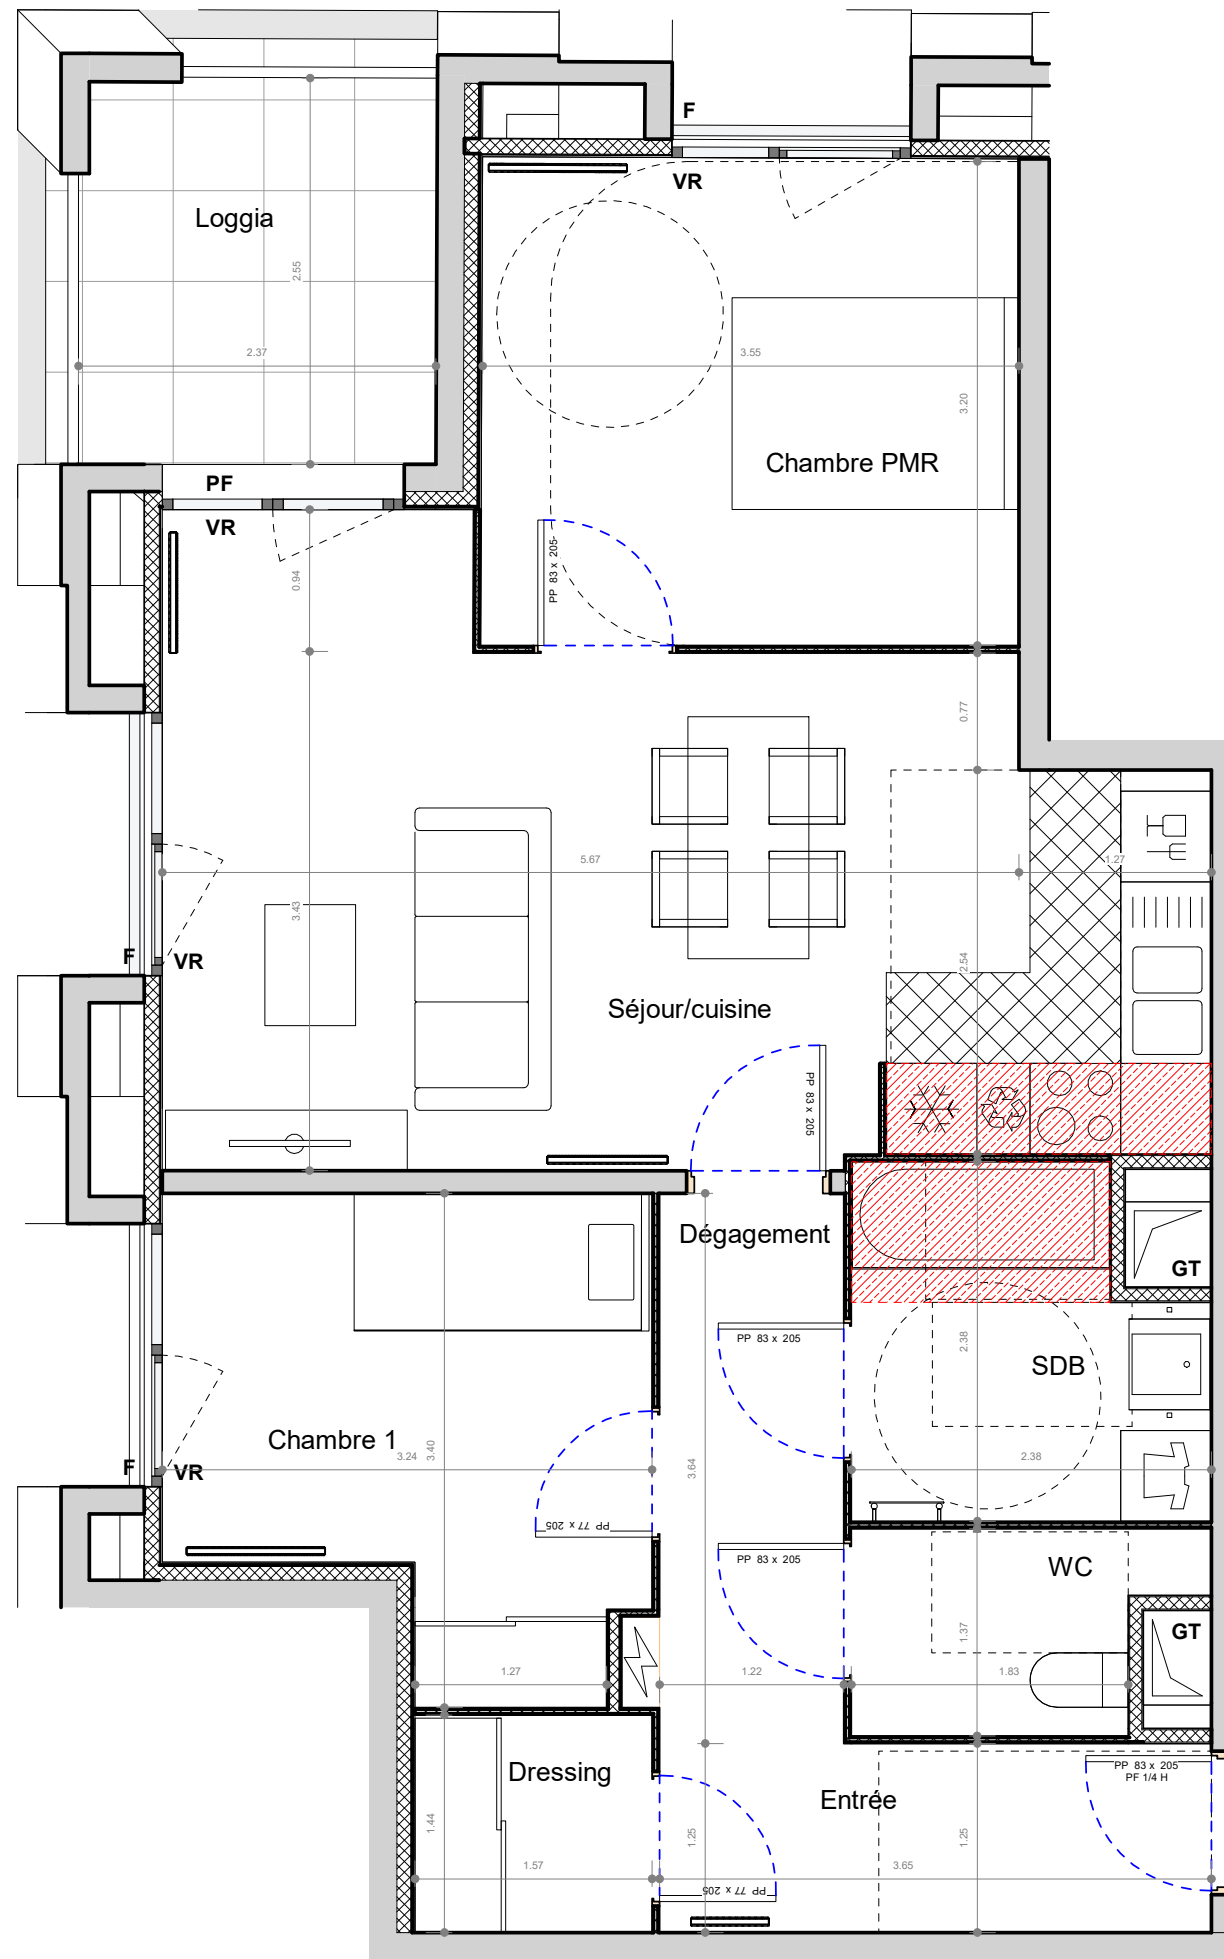 F
VR
Loggia
2.55
2.37
3.55
3.20
Chambre PMR
PF
VR
PP 83 x 205
0.94
0.77
5.67
1.27
3.43
2.54
F
VR
Séjour/cuisine
PP 83 x 205
Dégagement
GT
PP 83 x 205
2.38
SDB
Chambre 1
3.24
3.40
3.64
2.38
F
VR
PP 77 x 205
PP 83 x 205
WC
1.37
GT
1.27
1.22
1.83
Dressing
PP 83 x 205
PF 1/4 H
Entrée
1.44
1.25
1.25
1.57
3.65
PP 77 x 205